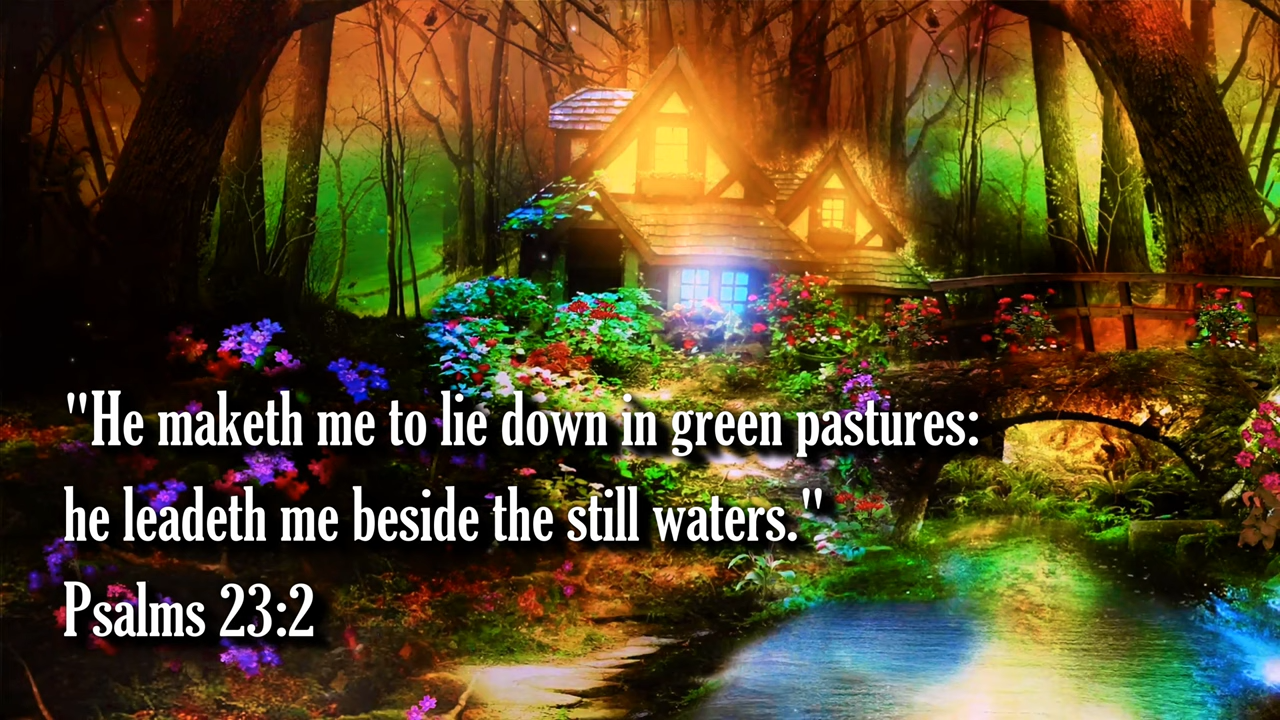 "He maketh me to lie down in green pastures:
he leadeth me beside the still waters."
Psalms 23:2